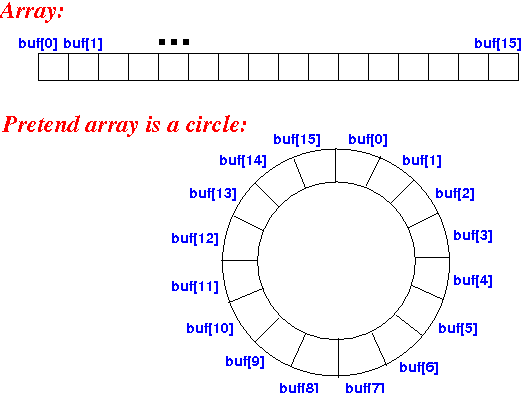 Array:
buf[0] buf[1] ... buf[15]
Pretend array is a circle:
buf[15] buf[0]
buf[14] buf[1]
buf[13] buf[2]
buf[12] buf[3]
buf[11] buf[4]
buf[10] buf[5]
buf[9] buf[6]
buf[8] buf[7]